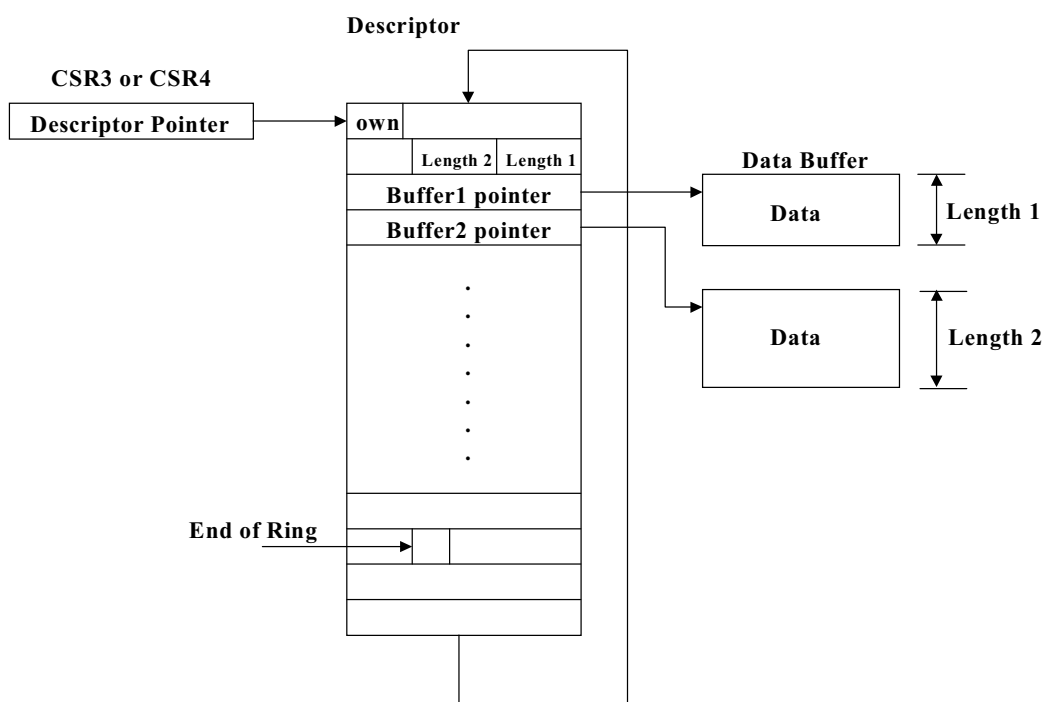 Descriptor
CSR3 or CSR4
Descriptor Pointer
own
Length 2
Length 1
Buffer1 pointer
Buffer2 pointer
Data Buffer
Data
Length 1
Data
Length 2
End of Ring